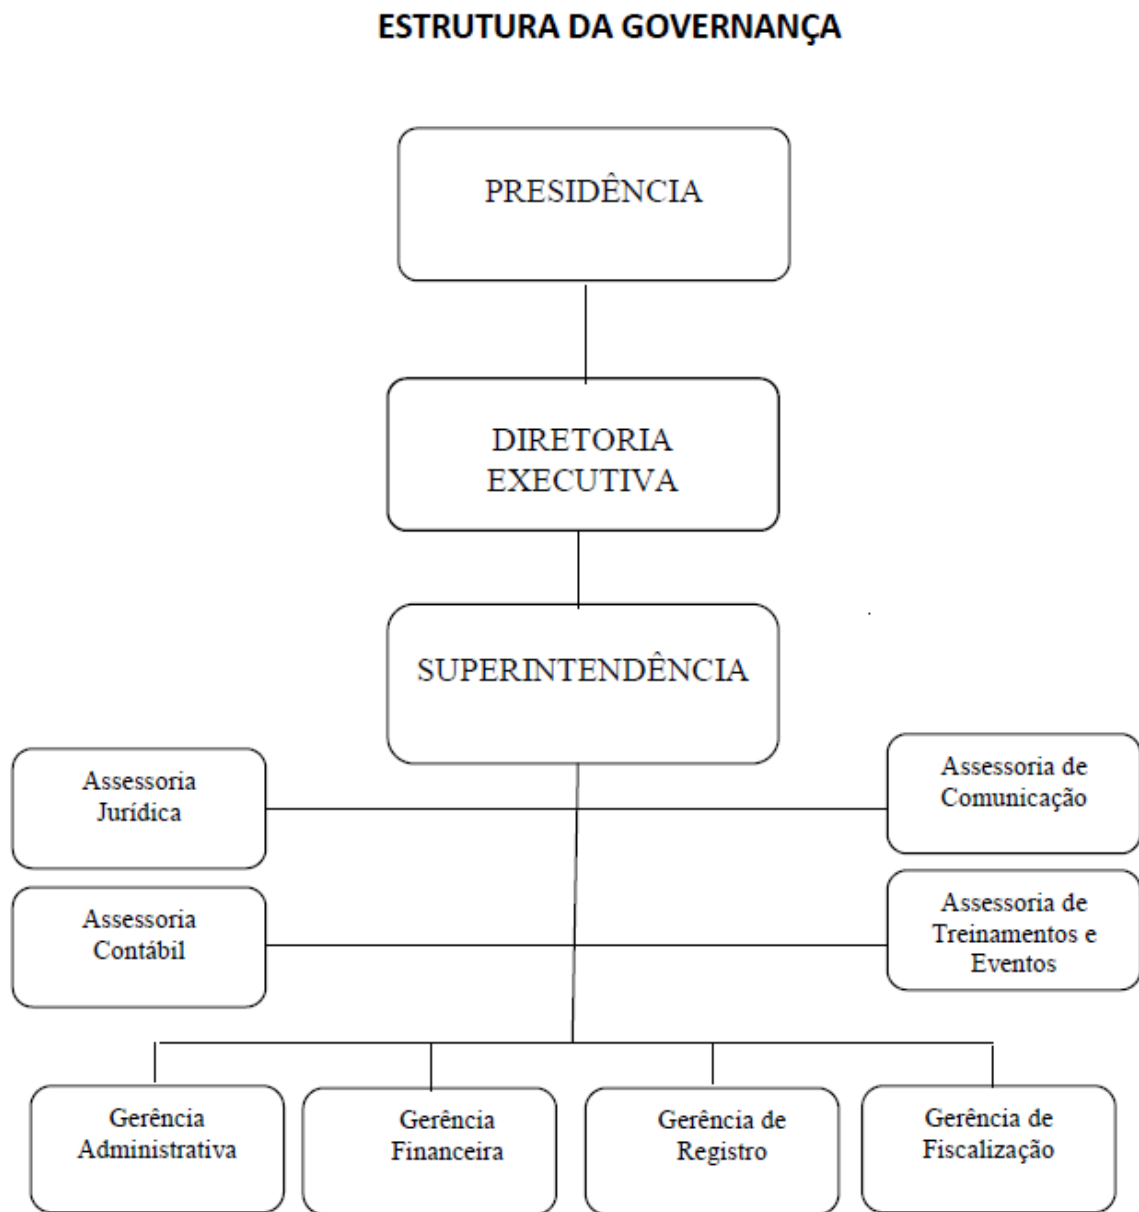 ESTRUTURA DA GOVERNANÇA
PRESIDÊNCIA
DIRETORIA
EXECUTIVA
SUPERINTENDÊNCIA
Assessoria
Jurídica
Assessoria de
Comunicação
Assessoria
Contábil
Assessoria de
Treinamentos e
Eventos
Gerência
Administrativa
Gerência
Financeira
Gerência de
Registro
Gerência de
Fiscalização